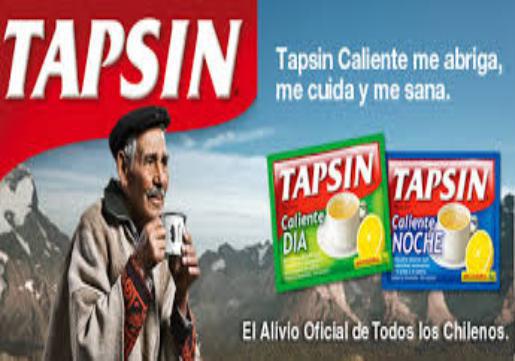 TAPSIN
Tapsin Caliente me abriga,
me cuida y me sana.
TAPSIN
Caliente
DIA
TAPSIN
Caliente
NOCHE
El Alivio Oficial de Todos los Chilenos.